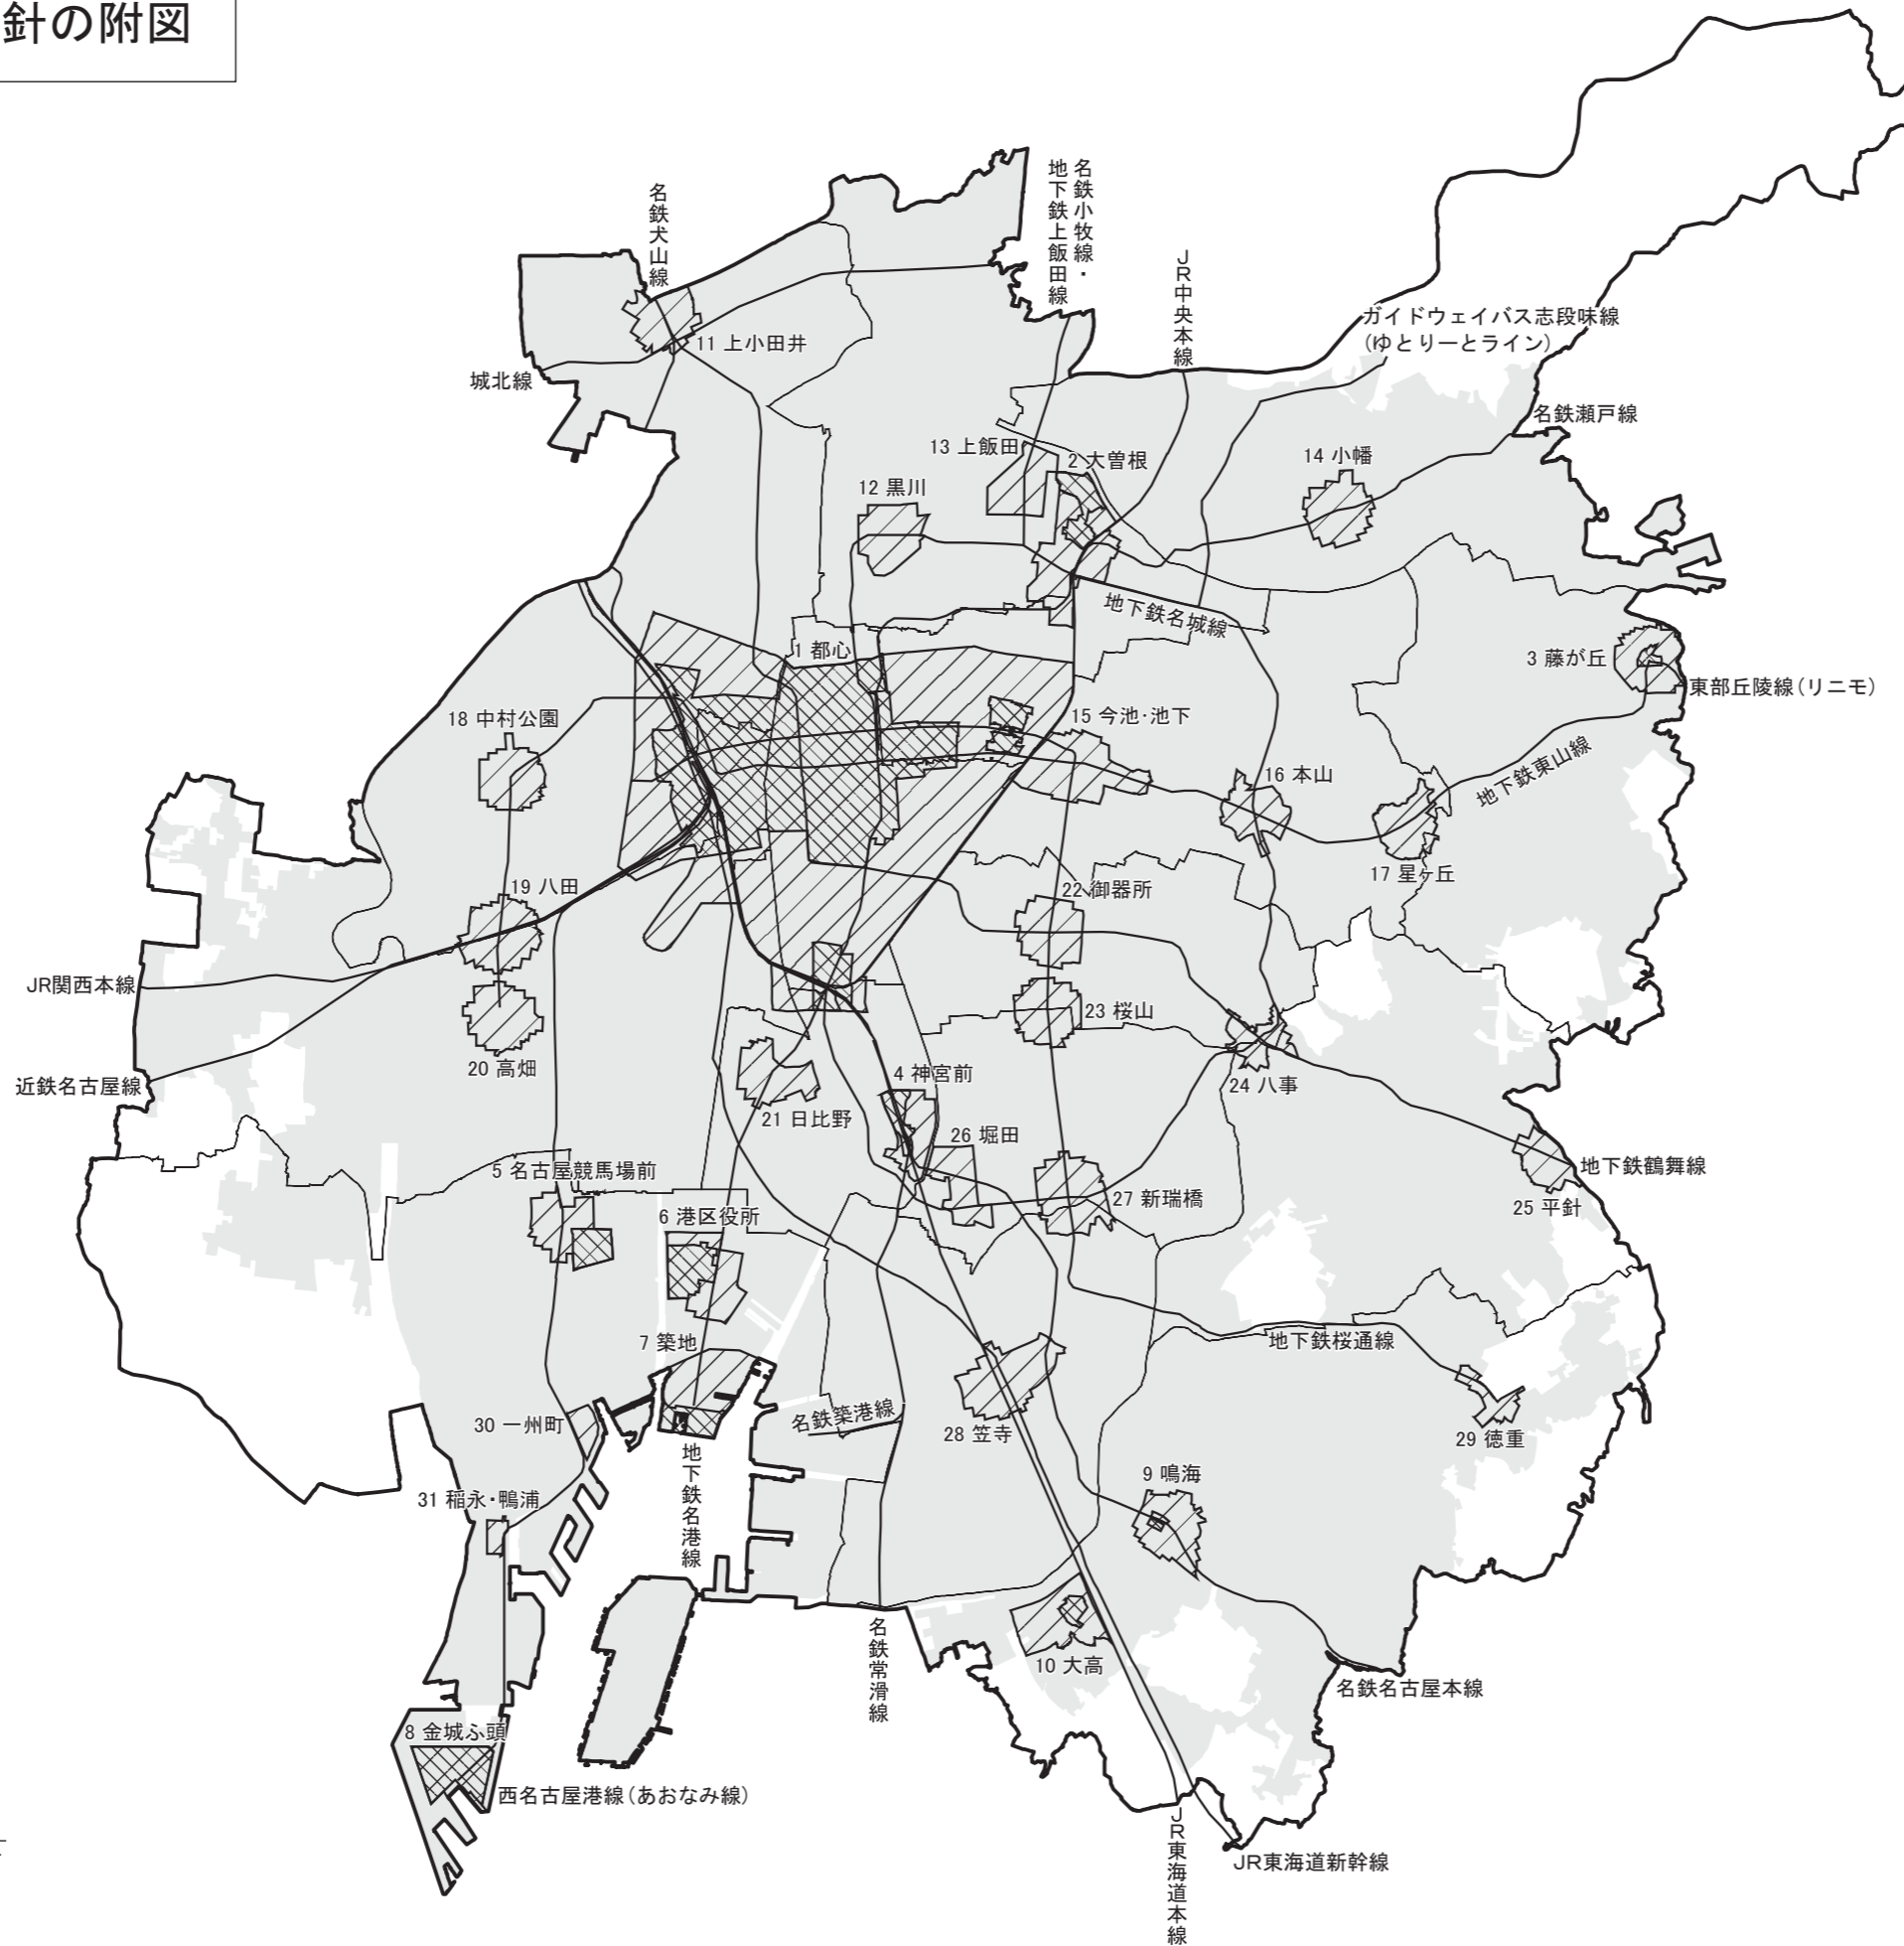 針の附図
名鉄犬山線
名鉄小牧線・
地下鉄上飯田線
JR中央本線
ガイドウェイバス志段味線
(ゆとりーとライン)
11 上小田井
城北線
名鉄瀬戸線
13 上飯田
2 大曽根
14 小幡
12 黒川
地下鉄名城線
1 都心
3 藤が丘
東部丘陵線(リニモ)
18 中村公園
15 今池・池下
地下鉄東山線
16 本山
17 星ヶ丘
19 八田
22 御器所
JR関西本線
23 桜山
20 高畑
4 神宮前
近鉄名古屋線
24 八事
21 日比野
26 堀田
5 名古屋競馬場前
地下鉄鶴舞線
27 新瑞橋
25 平針
6 港区役所
7 築地
地下鉄桜通線
名鉄築港線
30 一州町
28 笠寺
29 徳重
地下鉄名港線
9 鳴海
31 稲永・鴨浦
名鉄常滑線
10 大高
名鉄名古屋本線
8 金城ふ頭
西名古屋港線(あおなみ線)
JR東海道本線
JR東海道新幹線